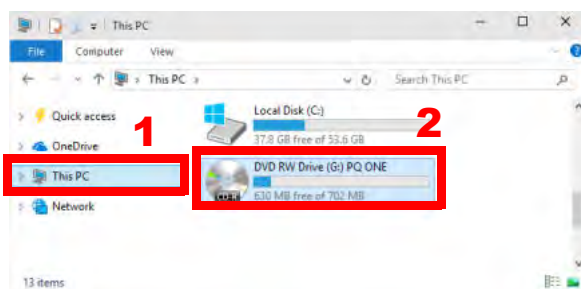 This PC
File Computer View
This PC Search This PC
Quick access
OneDrive
This PC
Network
1
Local Disk (C:)
37.8 GB free of 53.6 GB
2
DVD RW Drive (G:) PQ ONE
CD-R
630 MB free of 702 MB
13 items